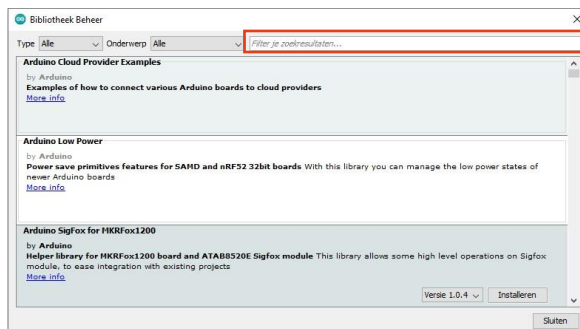 Bibliotheek Beheer
Type Alle Onderwerp Alle Filter je zoekresultaten...
Arduino Cloud Provider Examples
by Arduino
Examples of how to connect various Arduino boards to cloud providers
More info
Arduino Low Power
by Arduino
Power save primitives features for SAMD and nRF52 32bit boards With this library you can manage the low power states of
newer Arduino boards
More info
Arduino SigFox for MKRFox1200
by Arduino
Helper library for MKRFox1200 board and ATAB8520E Sigfox module This library allows some high level operations on Sigfox
module, to ease integration with existing projects
More info
Versie 1.0.4 Installeren
Sluiten